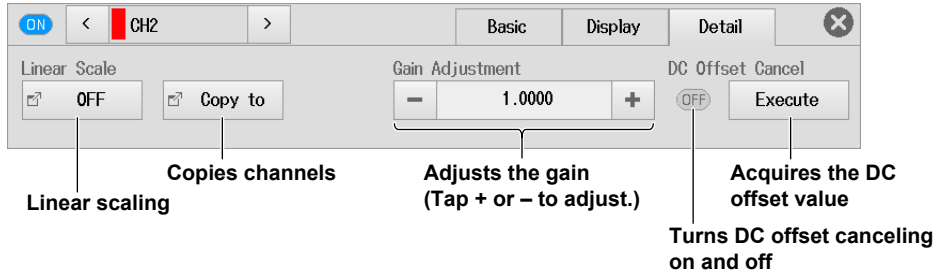 ON < CH2 > Basic Display Detail
Linear Scale Gain Adjustment DC Offset Cancel
OFF Copy to − 1.0000 + OFF Execute
Copies channels Adjusts the gain Acquires the DC
(Tap + or – to adjust.) offset value
Linear scaling
Turns DC offset canceling
on and off